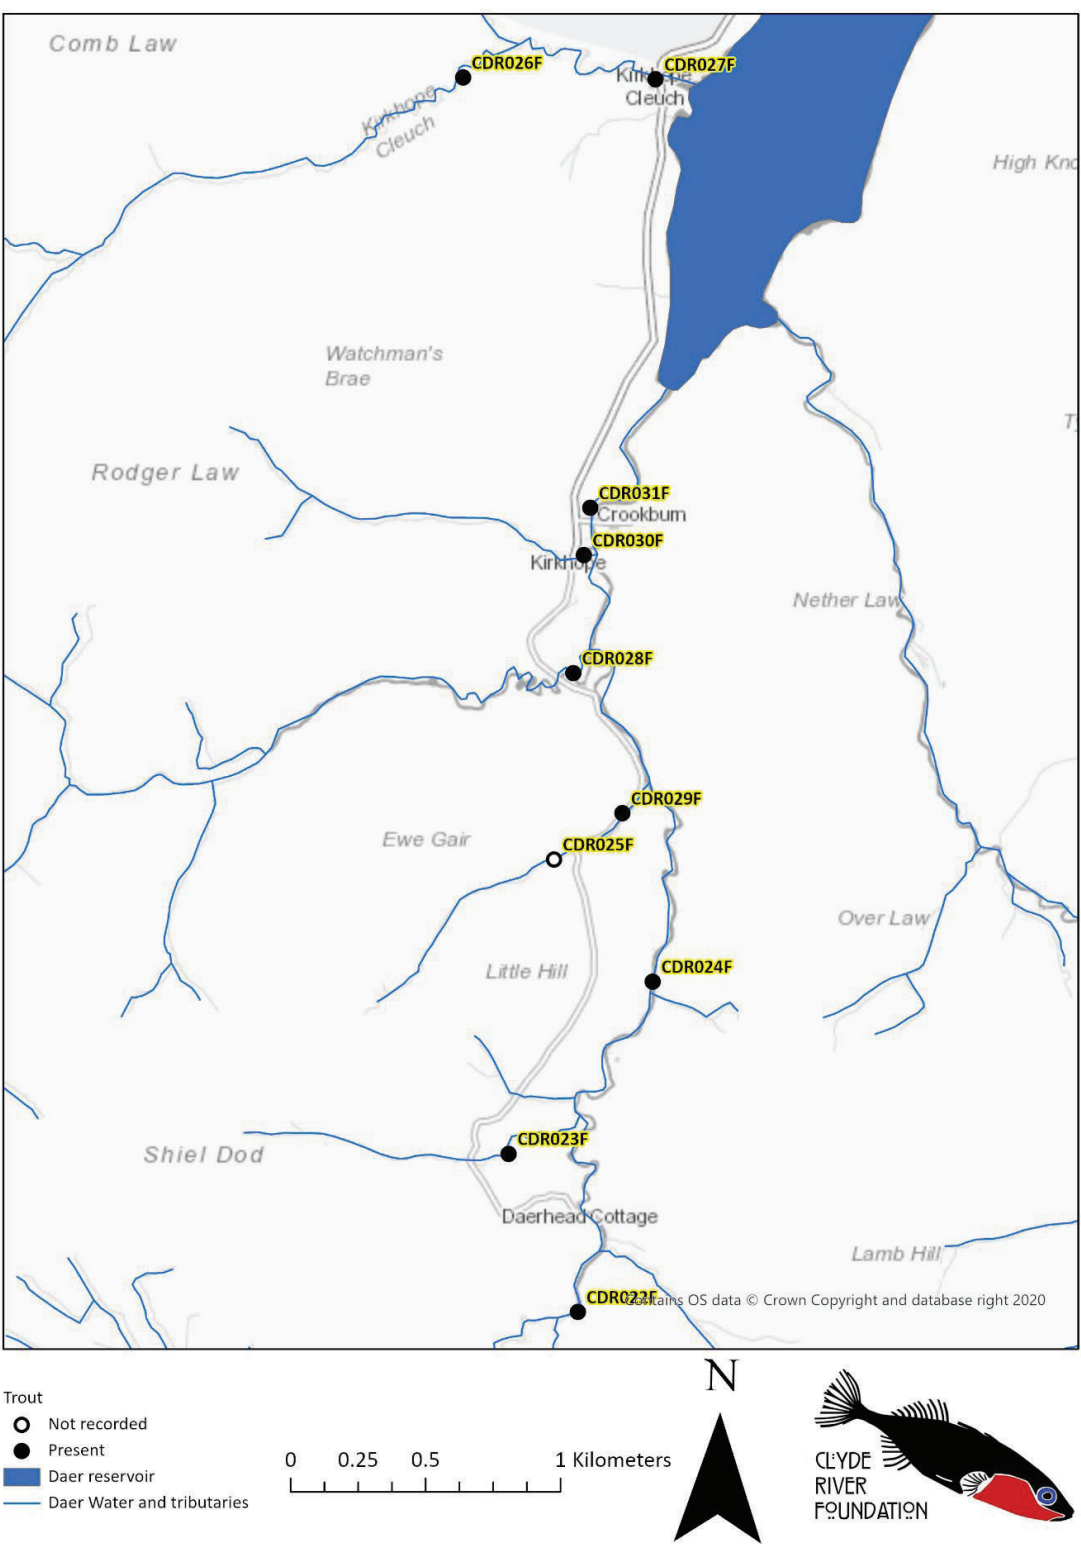 Comb Law
CDR026F
CDR027F
Kirkhope
Cleuch
Kirkhope
Cleuch
High Kno
Watchman's
Brae
Rodger Law
CDR031F
Crookburn
CDR030F
Kirkhope
Nether Law
CDR028F
CDR029F
Ewe Gair
CDR025F
Over Law
Little Hill
CDR024F
CDR023F
Shiel Dod
Daerhead Cottage
Lamb Hill
CDR022F
Contains OS data © Crown Copyright and database right 2020
Trout
Not recorded
Present
Daer reservoir
Daer Water and tributaries
0 0.25 0.5 1 Kilometers
N
CLYDE
RIVER
FOUNDATION